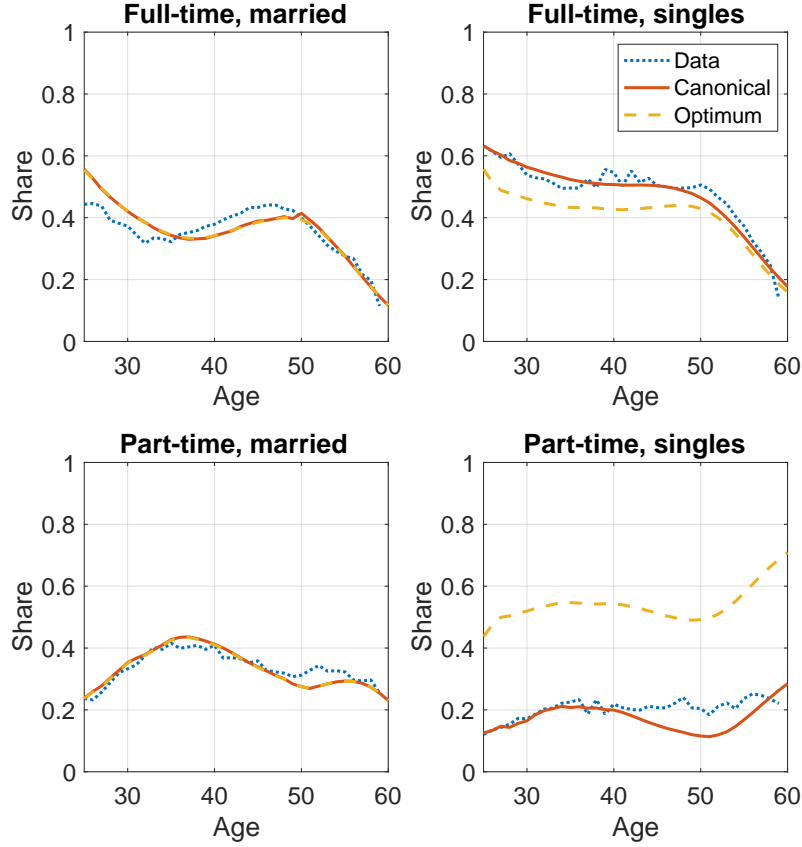 Full-time, married
1
0.8
0.6
0.4
0.2
0
Share
30
40
50
60
Age
Full-time, singles
1
0.8
0.6
0.4
0.2
0
Share
Data
Canonical
Optimum
30
40
50
60
Age
Part-time, married
1
0.8
0.6
0.4
0.2
0
Share
30
40
50
60
Age
Part-time, singles
1
0.8
0.6
0.4
0.2
0
Share
30
40
50
60
Age